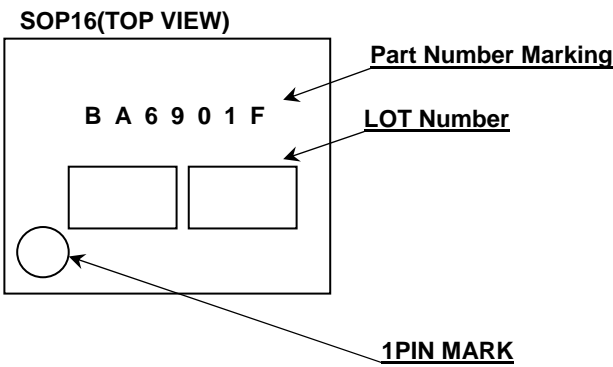 SOP16(TOP VIEW)
Part Number Marking
B A 6 9 0 1 F
LOT Number
1PIN MARK